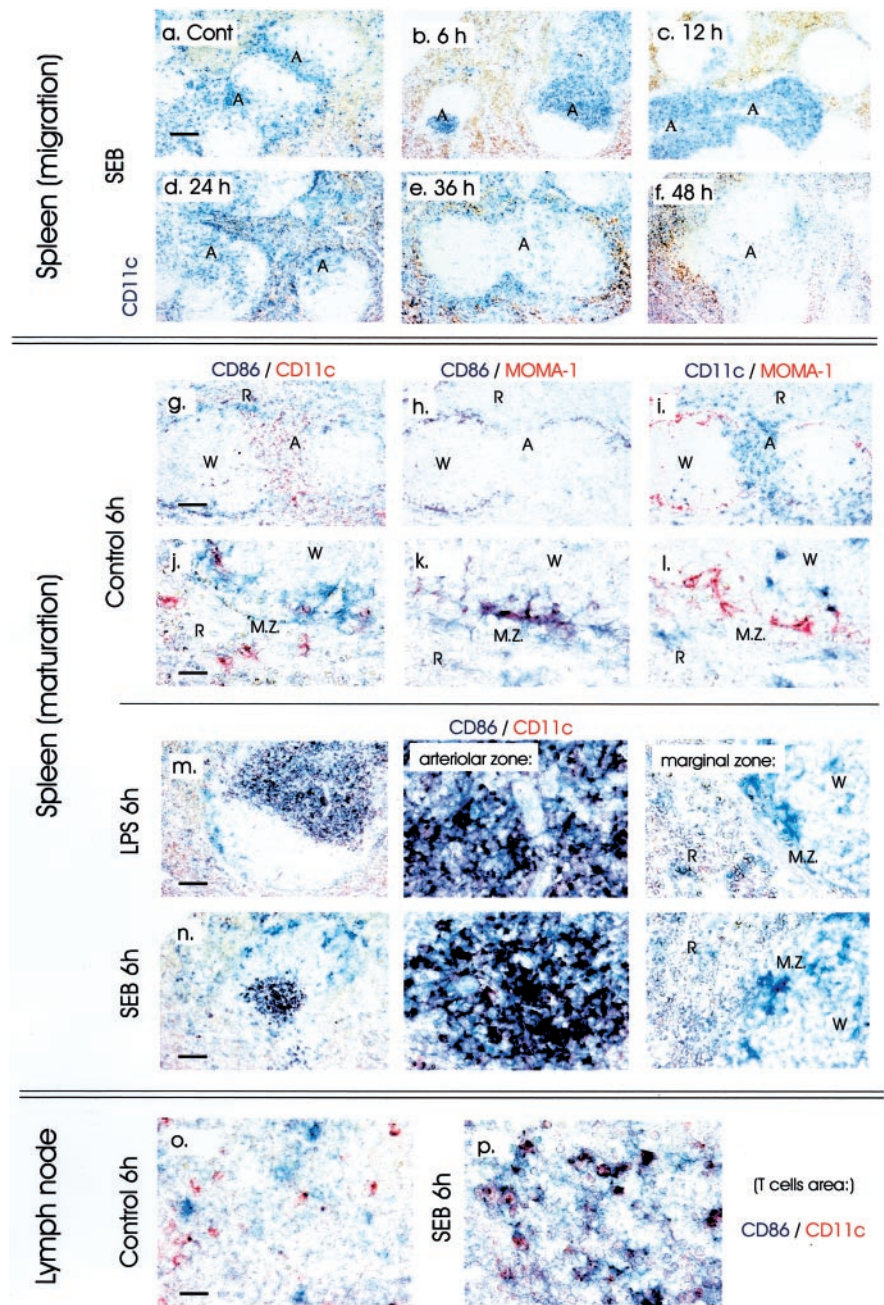 Spleen (migration)
SEB
CD11c
a. Cont
A
A
b. 6 h
A
A
c. 12 h
A
A
d. 24 h
A
A
e. 36 h
A
f. 48 h
A
Spleen (maturation)
Control 6h
CD86 / CD11c
CD86 / MOMA-1
CD11c / MOMA-1
g.
R
A
W
h.
R
A
W
i.
R
A
W
j.
W
R
M.Z.
k.
W
M.Z.
R
l.
W
M.Z.
R
CD86 / CD11c
LPS 6h
m.
arteriolar zone:
marginal zone:
W
R
M.Z.
SEB 6h
n.
R
M.Z.
W
Lymph node
Control 6h
o.
SEB 6h
p.
(T cells area:)
CD86 / CD11c